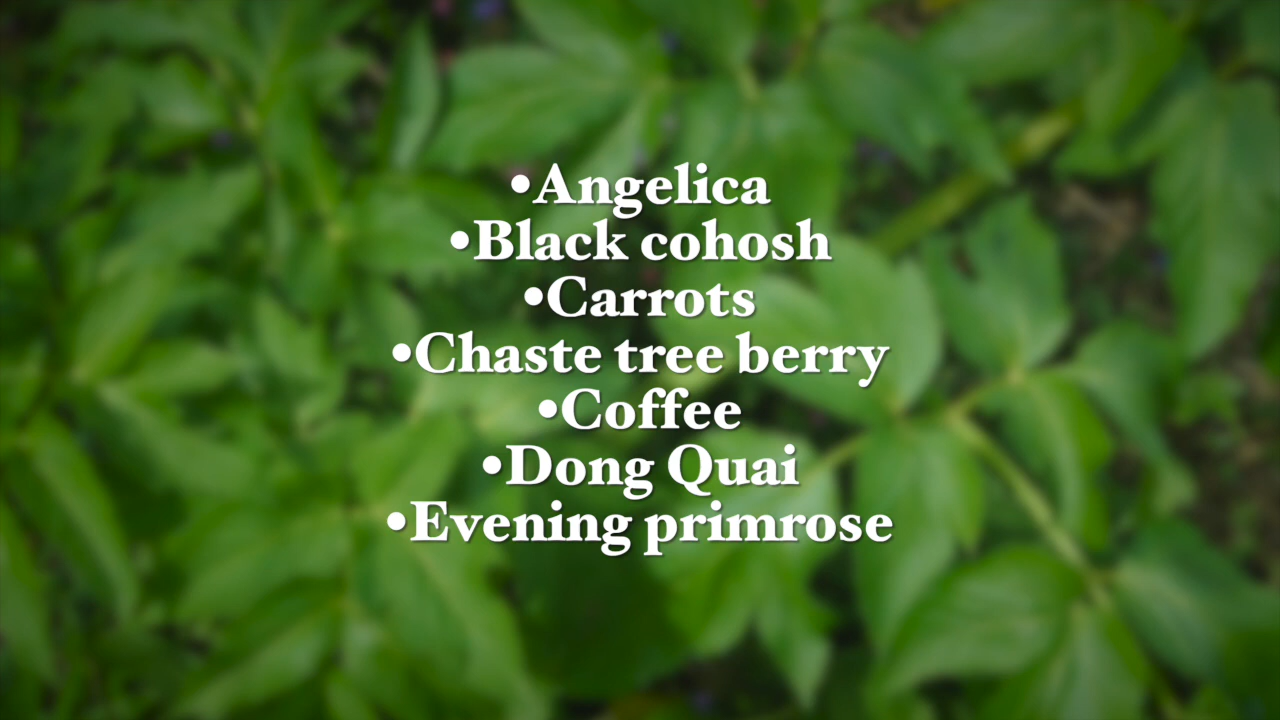 •Angelica
•Black cohosh
•Carrots
•Chaste tree berry
•Coffee
•Dong Quai
•Evening primrose